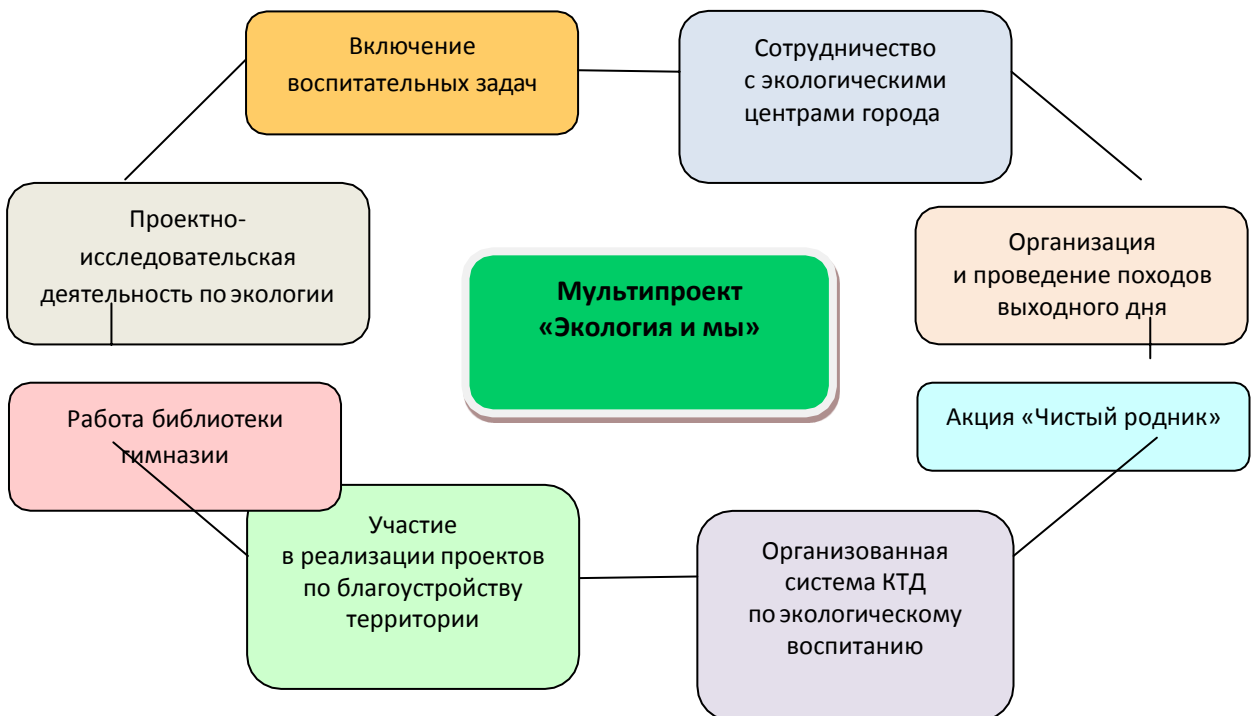 Включение
воспитательных задач
Сотрудничество
с экологическими
центрами города
Проектно-
исследовательская
деятельность по экологии
Мультипроект
«Экология и мы»
Организация
и проведение походов
выходного дня
Работа библиотеки
гимназии
Акция «Чистый родник»
Участие
в реализации проектов
по благоустройству
территории
Организованная
система КТД
по экологическому
воспитанию